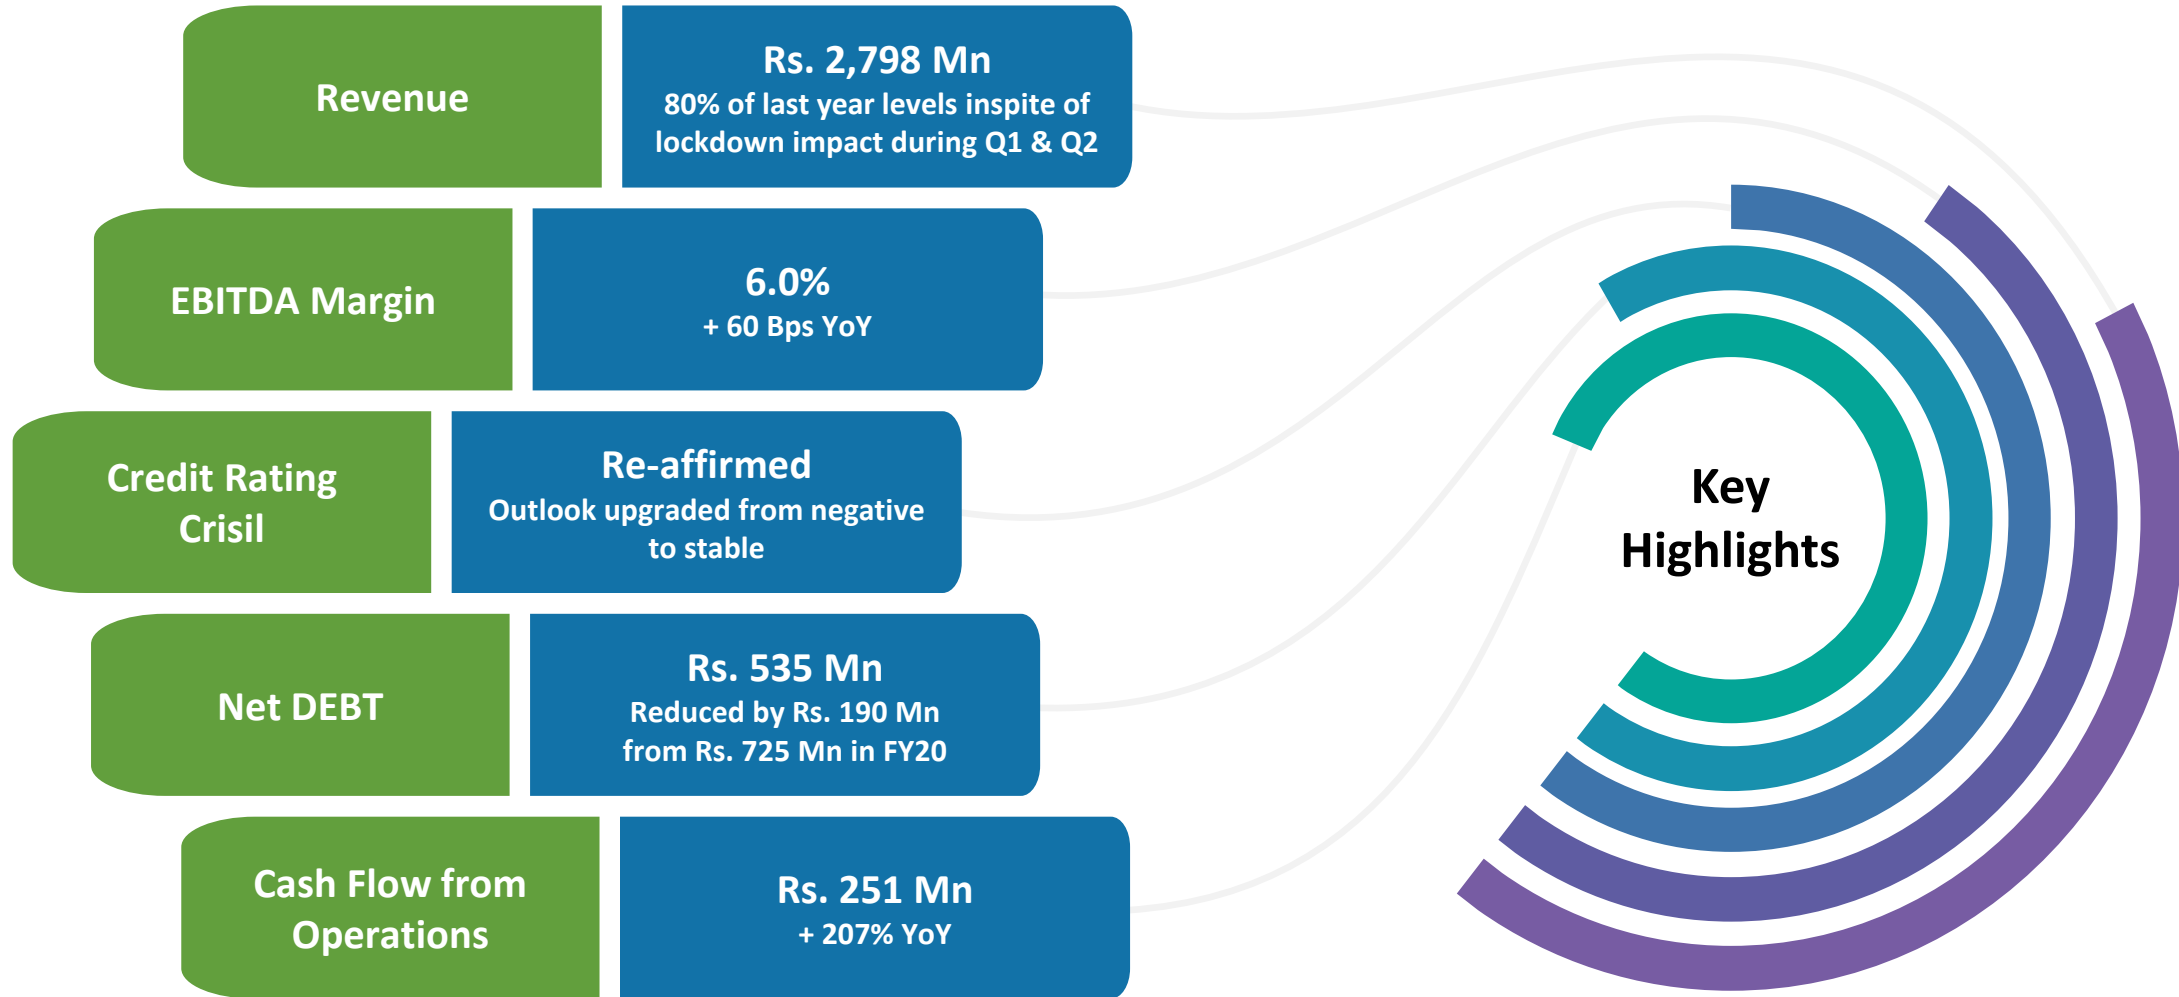 Revenue
Rs. 2,798 Mn
80% of last year levels inspite of
lockdown impact during Q1 & Q2
EBITDA Margin
6.0%
+ 60 Bps YoY
Credit Rating
Crisil
Re-affirmed
Outlook upgraded from negative
to stable
Net DEBT
Rs. 535 Mn
Reduced by Rs. 190 Mn
from Rs. 725 Mn in FY20
Cash Flow from
Operations
Rs. 251 Mn
+ 207% YoY
Key
Highlights